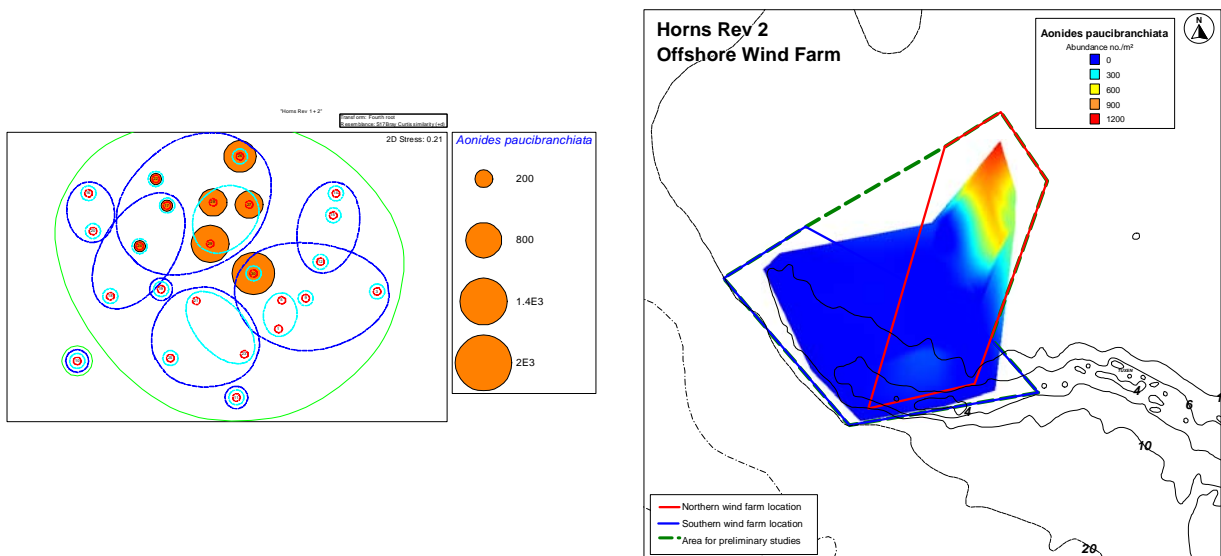 "Horns Rev 1 + 2"
Transform: Fourth root
Resemblance: S17 Bray Curtis similarity (+d)
2D Stress: 0.21
Aonides paucibranchiata
200
800
1.4E3
2E3
Horns Rev 2
Offshore Wind Farm
Aonides paucibranchiata
Abundance no./m²
0
300
600
900
1200
N
4
4
6
1
10
20
Northern wind farm location
Southern wind farm location
Area for preliminary studies